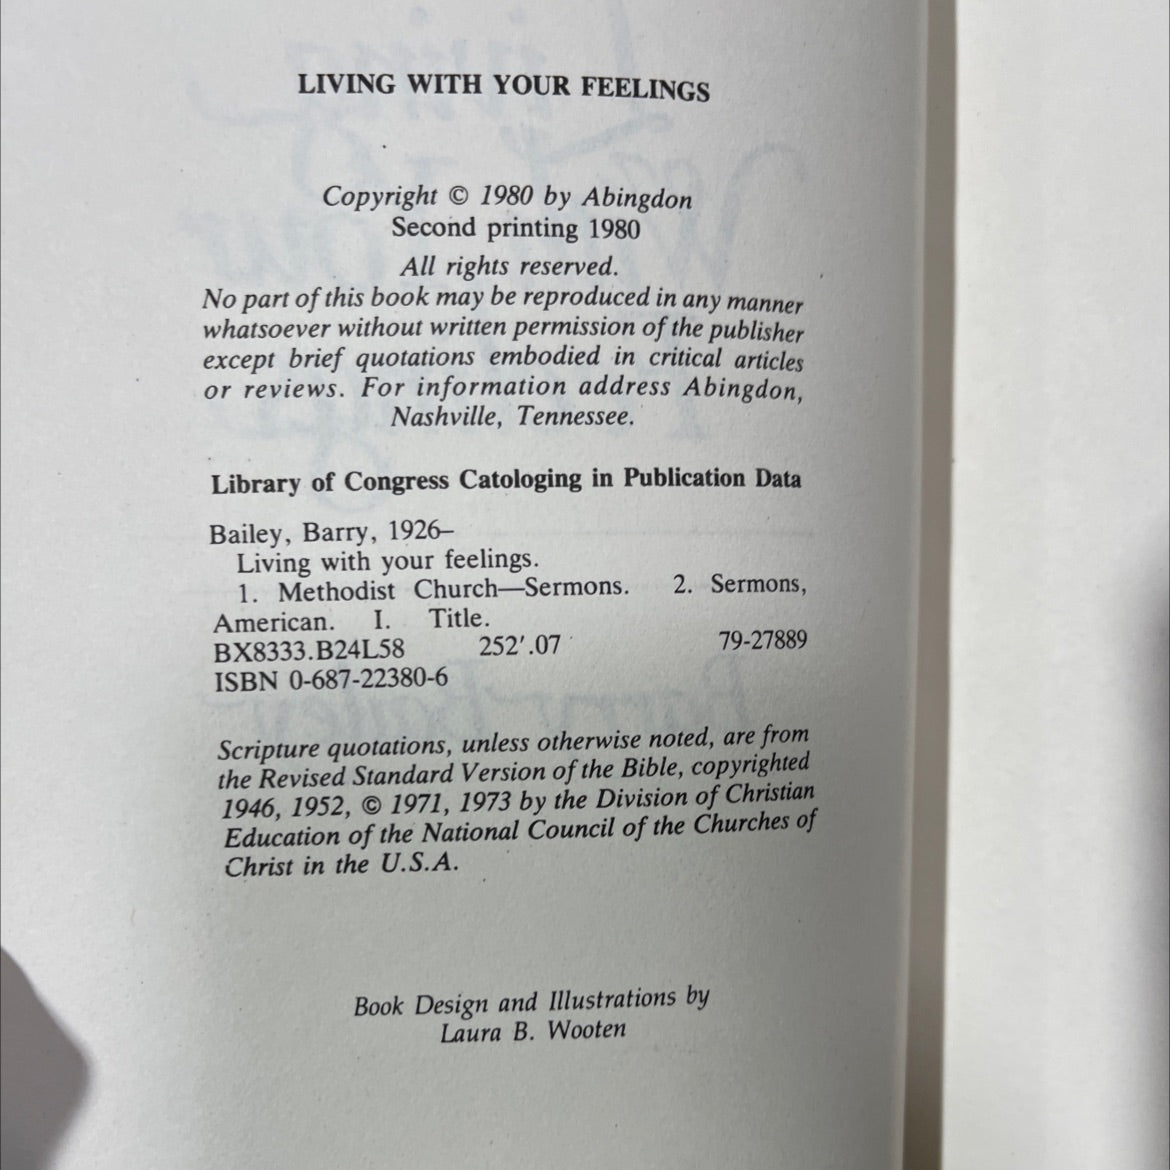 LIVING WITH YOUR FEELINGS
Copyright © 1980 by Abingdon
Second printing 1980
All rights reserved.
No part of this book may be reproduced in any manner
whatsoever without written permission of the publisher
except brief quotations embodied in critical articles
or reviews. For information address Abingdon,
Nashville, Tennessee.
Library of Congress Catologing in Publication Data
Bailey, Barry, 1926–
Living with your feelings.
1. Methodist Church—Sermons. 2. Sermons,
American. I. Title.
BX8333.B24L58 252'.07 79-27889
ISBN 0-687-22380-6
Scripture quotations, unless otherwise noted, are from
the Revised Standard Version of the Bible, copyrighted
1946, 1952, © 1971, 1973 by the Division of Christian
Education of the National Council of the Churches of
Christ in the U.S.A.
Book Design and Illustrations by
Laura B. Wooten